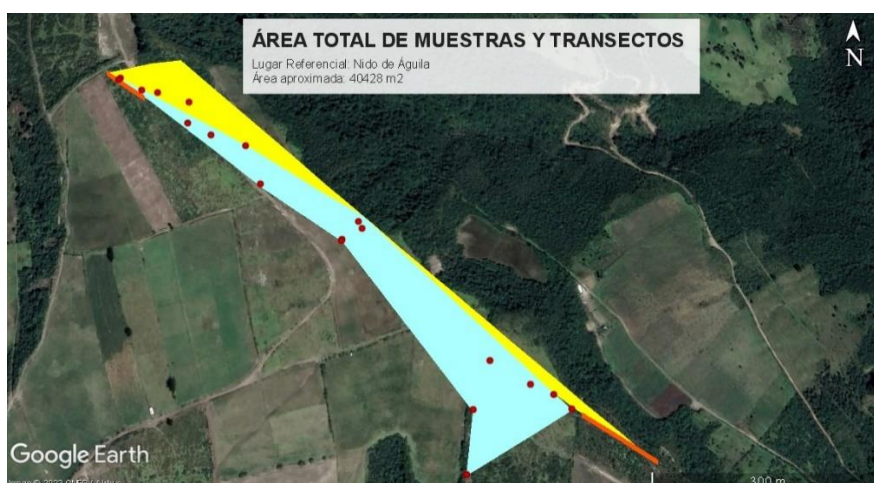 ÁREA TOTAL DE MUESTRAS Y TRANSECTOS
Lugar Referencial: Nido de Águila
Área aproximada: 40428 m2
N
Google Earth
300 m